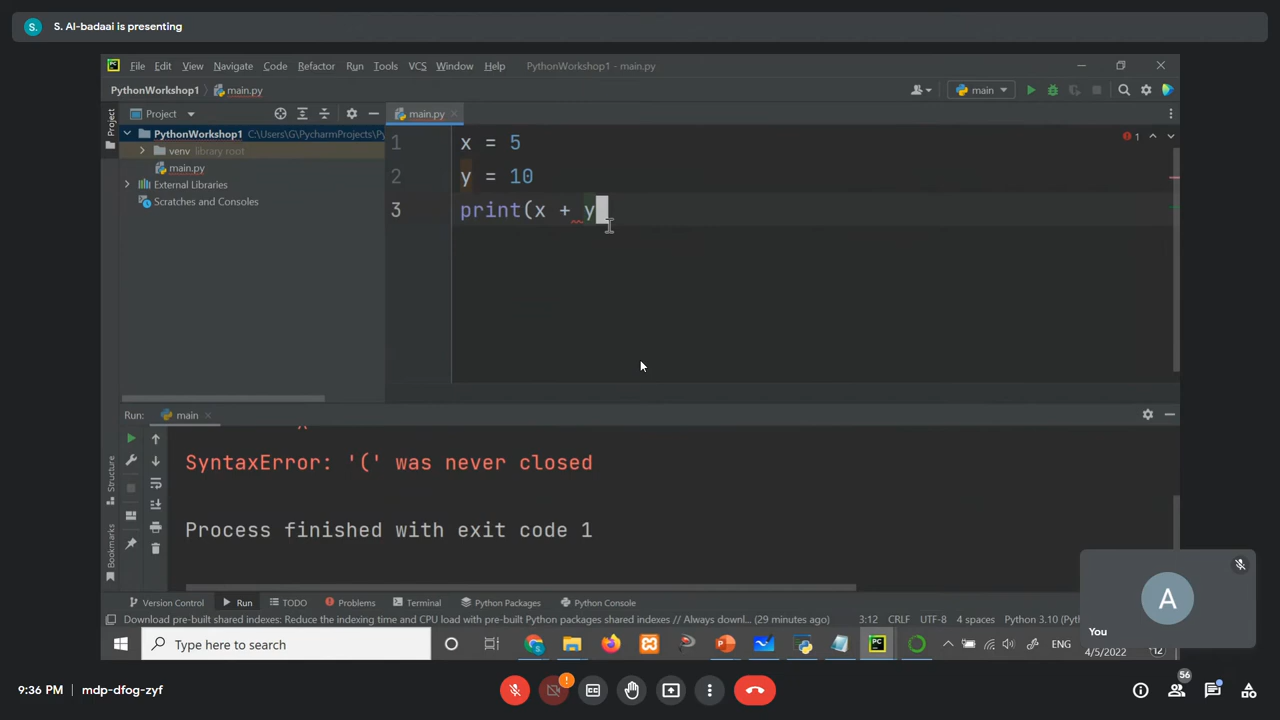 S. S. Al-badaai is presenting
PC File Edit View Navigate Code Refactor Run Tools VCS Window Help PythonWorkshop1 - main.py
PythonWorkshop1 main.py main
Project main.py
Project
PythonWorkshop1 C:\Users\G\PycharmProjects\Py
venv library root
main.py
External Libraries
Scratches and Consoles
1 x = 5
2 y = 10
3 print(x + y
1
Run: main
SyntaxError: '(' was never closed
Process finished with exit code 1
Structure
Bookmarks
Version Control Run TODO Problems Terminal Python Packages Python Console
Download pre-built shared indexes: Reduce the indexing time and CPU load with pre-built Python packages shared indexes // Always downl... (29 minutes ago) 3:12 CRLF UTF-8 4 spaces Python 3.10
Type here to search ENG
4/5/2022 12
A
You
9:36 PM mdp-dfog-zyf ! 56